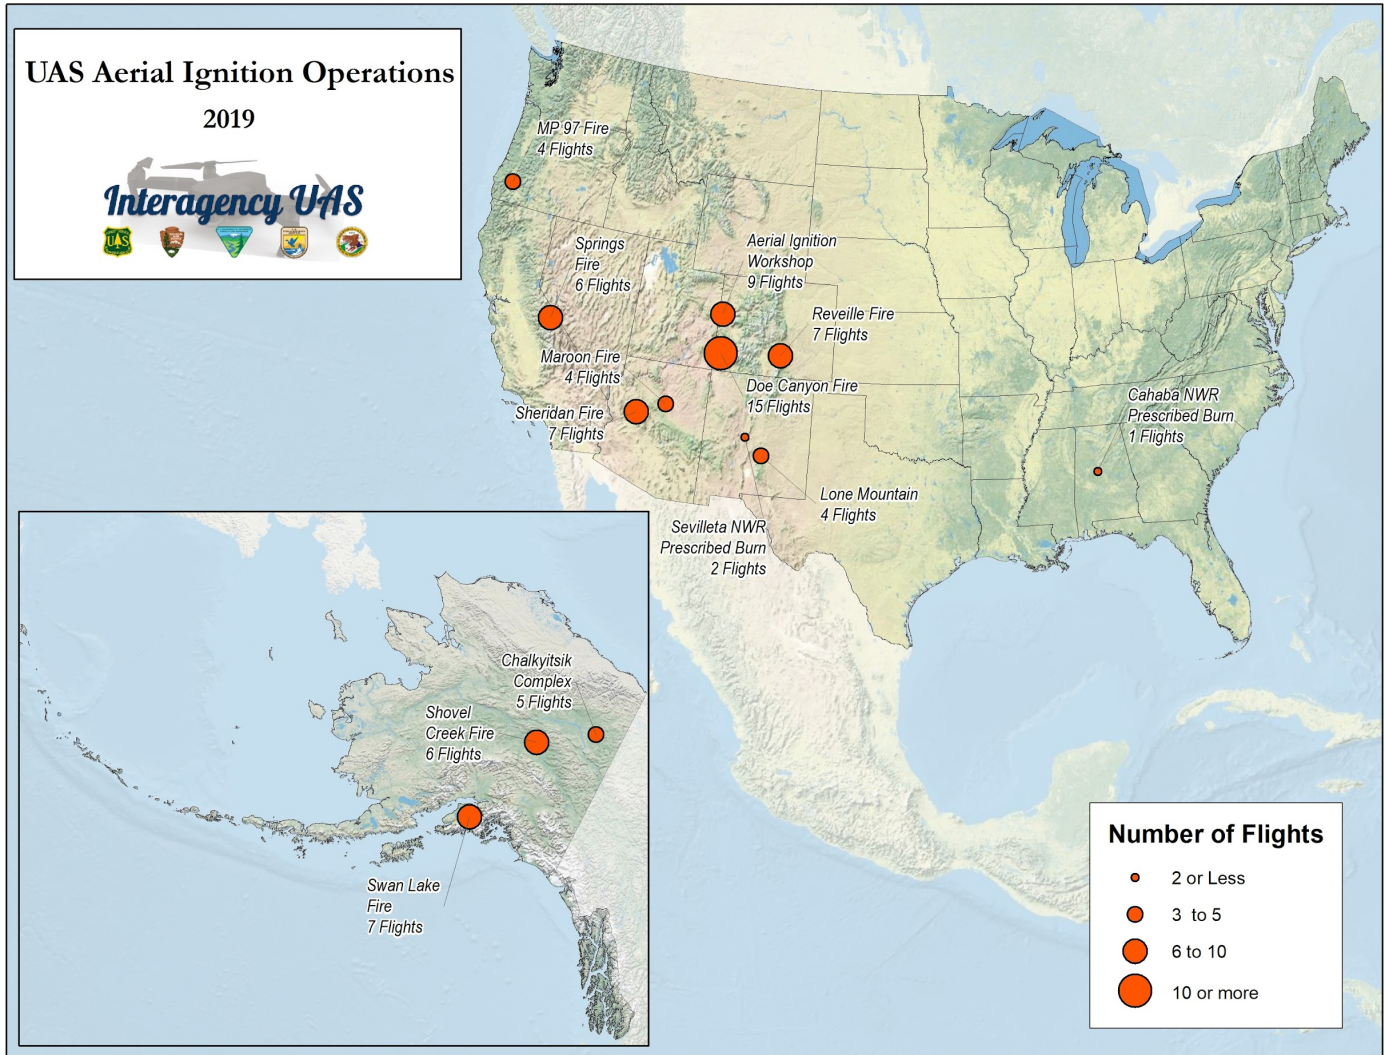 UAS Aerial Ignition Operations
2019
Interagency UAS
UAS
MP 97 Fire
4 Flights
Springs
Fire
6 Flights
Aerial Ignition
Workshop
9 Flights
Reveille Fire
7 Flights
Maroon Fire
4 Flights
Doe Canyon Fire
15 Flights
Sheridan Fire
7 Flights
Cahaba NWR
Prescribed Burn
1 Flights
Lone Mountain
4 Flights
Sevilleta NWR
Prescribed Burn
2 Flights
Chalkyitsik
Complex
5 Flights
Shovel
Creek Fire
6 Flights
Swan Lake
Fire
7 Flights
Number of Flights
2 or Less
3 to 5
6 to 10
10 or more